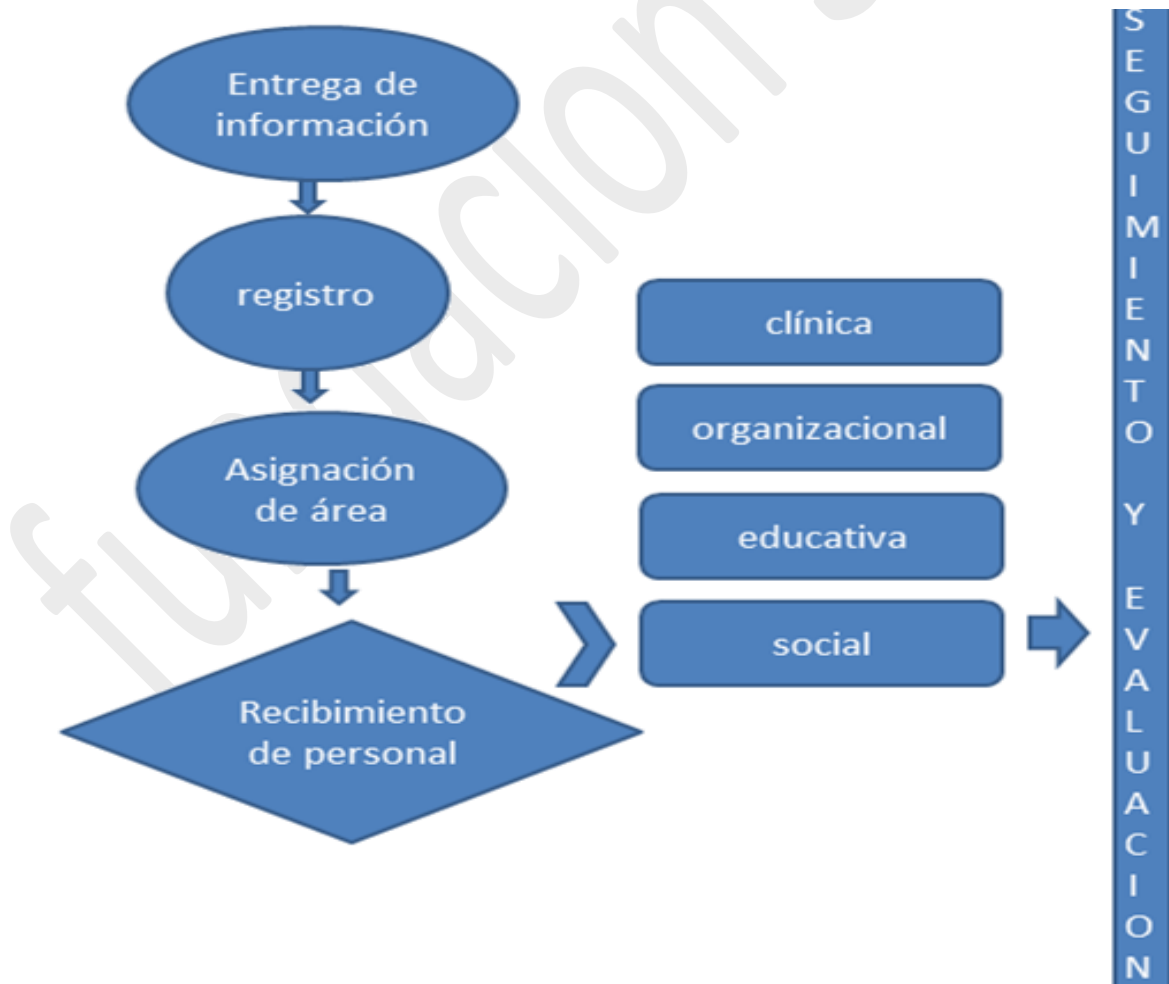 Entrega de
información
registro
Asignación
de área
Recibimiento
de personal
clínica
organizacional
educativa
social
SEGUIMIENTO Y EVALUACION